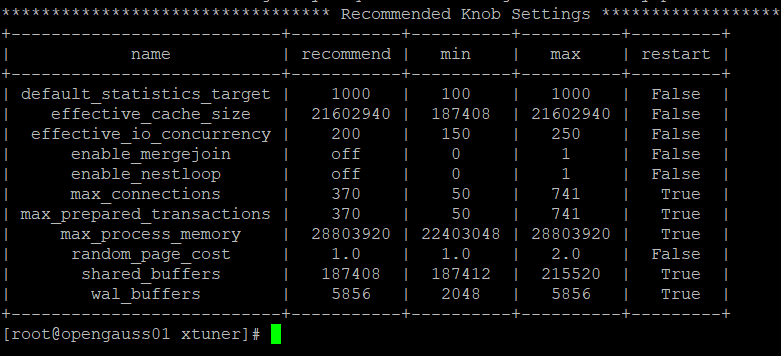 ********************************* Recommended Knob Settings ******************
+---------------------------+-----------+----------+----------+---------+
| name | recommend | min | max | restart |
+---------------------------+-----------+----------+----------+---------+
| default_statistics_target | 1000 | 100 | 1000 | False |
| effective_cache_size | 21602940 | 187408 | 21602940 | False |
| effective_io_concurrency | 200 | 150 | 250 | False |
| enable_mergejoin | off | 0 | 1 | False |
| enable_nestloop | off | 0 | 1 | False |
| max_connections | 370 | 50 | 741 | True |
| max_prepared_transactions | 370 | 50 | 741 | True |
| max_process_memory | 28803920 | 22403048 | 28803920 | True |
| random_page_cost | 1.0 | 1.0 | 2.0 | False |
| shared_buffers | 187408 | 187412 | 215520 | True |
| wal_buffers | 5856 | 2048 | 5856 | True |
+---------------------------+-----------+----------+----------+---------+
[root@opengauss01 xtuner]#